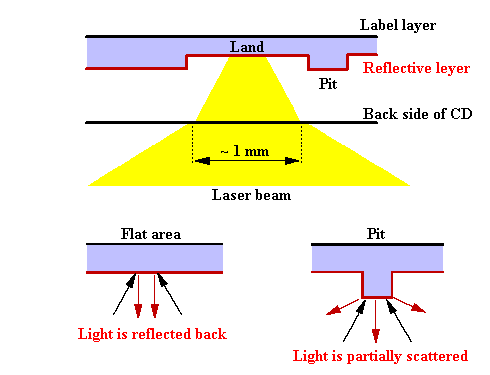 Label layer
Land
Reflective leyer
Pit
Back side of CD
~ 1 mm
Laser beam
Flat area
Pit
Light is reflected back
Light is partially scattered